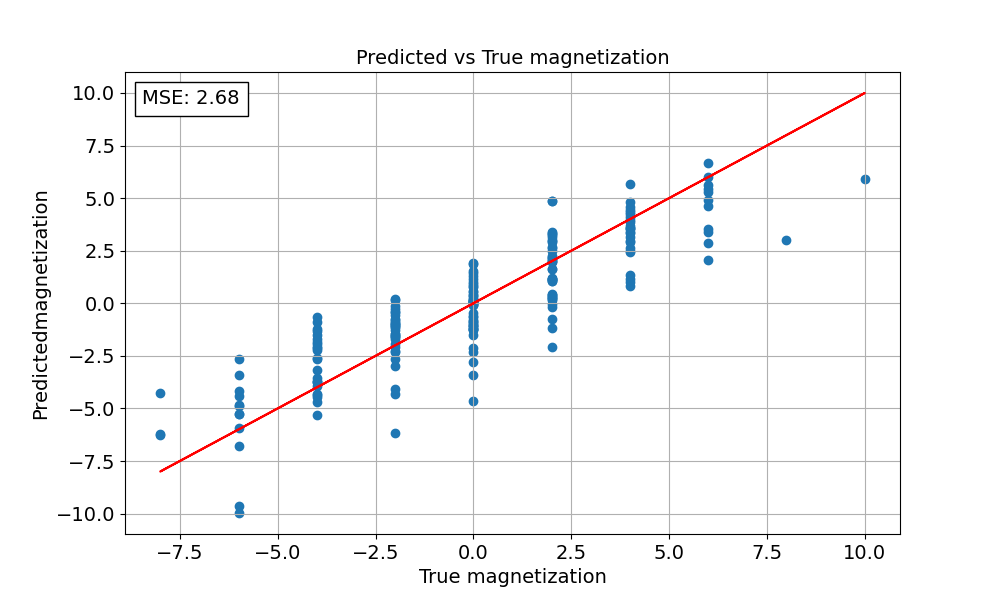 Predicted vs True magnetization
MSE: 2.68
10.0
7.5
5.0
2.5
0.0
−2.5
−5.0
−7.5
−10.0
Predictedmagnetization
−7.5 −5.0 −2.5 0.0 2.5 5.0 7.5 10.0
True magnetization